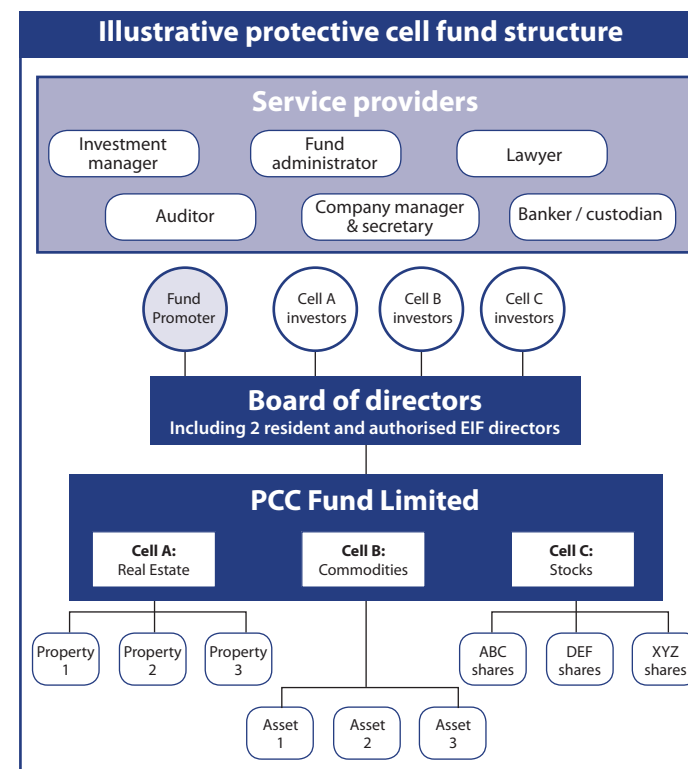 Illustrative protective cell fund structure
Service providers
Investment
manager
Fund
administrator
Lawyer
Auditor
Company manager
& secretary
Banker / custodian
Fund
Promoter
Cell A
investors
Cell B
investors
Cell C
investors
Board of directors
Including 2 resident and authorised EIF directors
PCC Fund Limited
Cell A:
Real Estate
Cell B:
Commodities
Cell C:
Stocks
Property
1
Property
2
Property
3
ABC
shares
DEF
shares
XYZ
shares
Asset
1
Asset
2
Asset
3